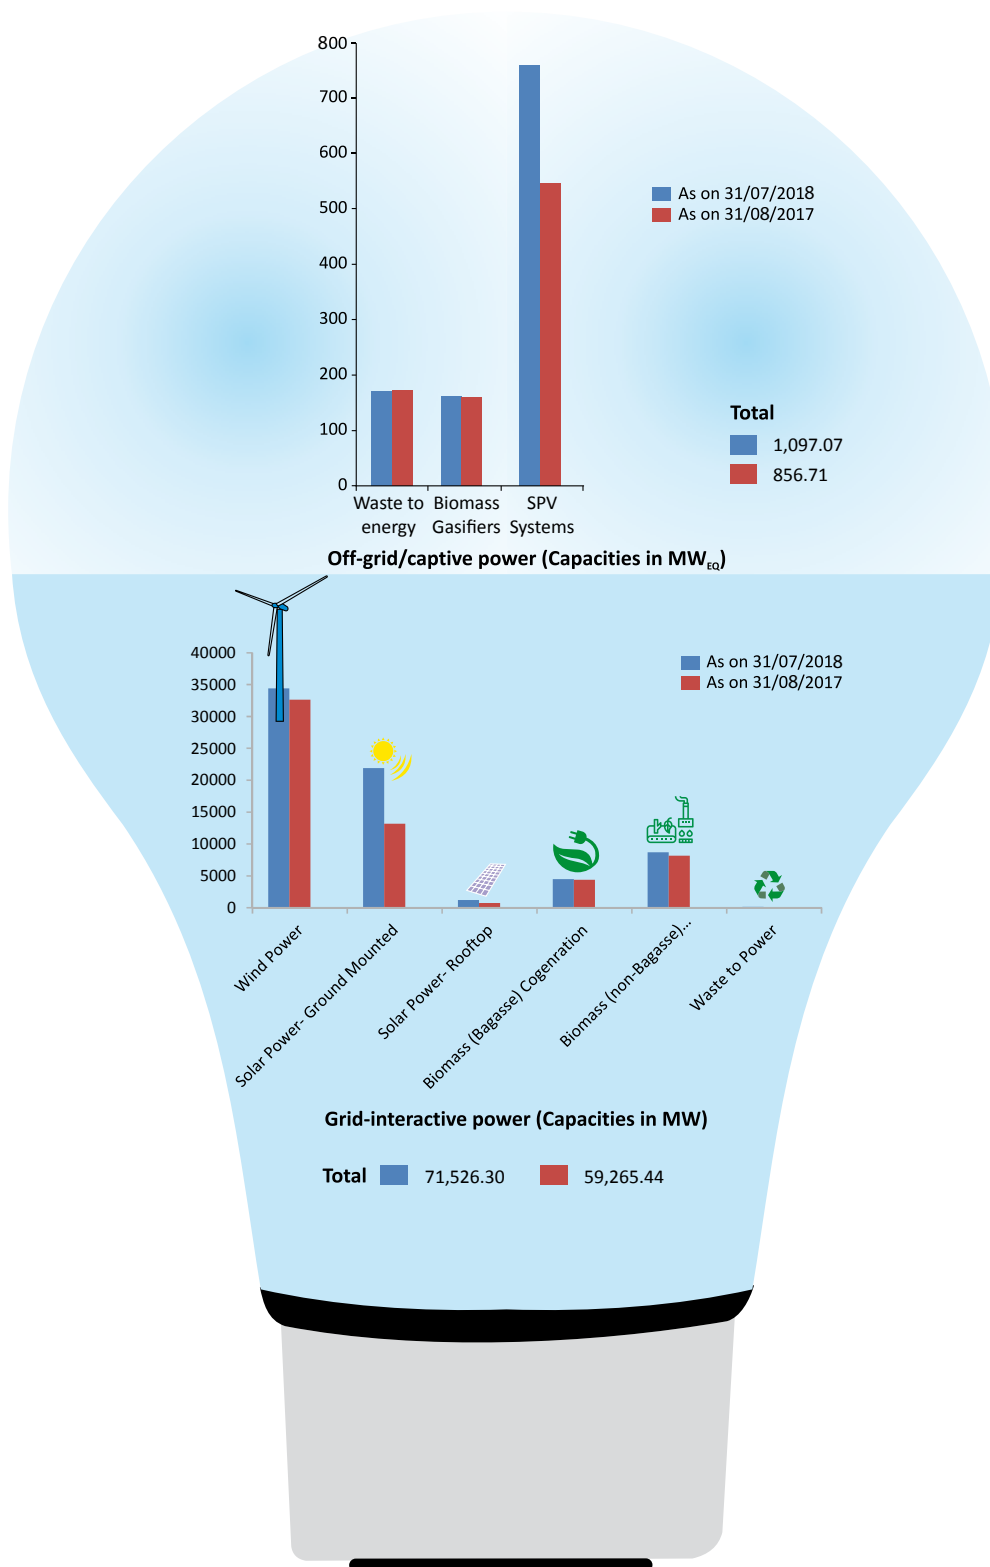 800
700
600
500
400
300
200
100
0
As on 31/07/2018
As on 31/08/2017
Total
1,097.07
856.71
Waste to
energy
Biomass
Gasifiers
SPV
Systems
Off-grid/captive power (Capacities in MWEQ)
40000
35000
30000
25000
20000
15000
10000
5000
0
As on 31/07/2018
As on 31/08/2017
Wind Power
Solar Power- Ground Mounted
Solar Power- Rooftop
Biomass (Bagasse) Cogenration
Biomass (non-Bagasse)...
Waste to Power
Grid-interactive power (Capacities in MW)
Total 71,526.30 59,265.44